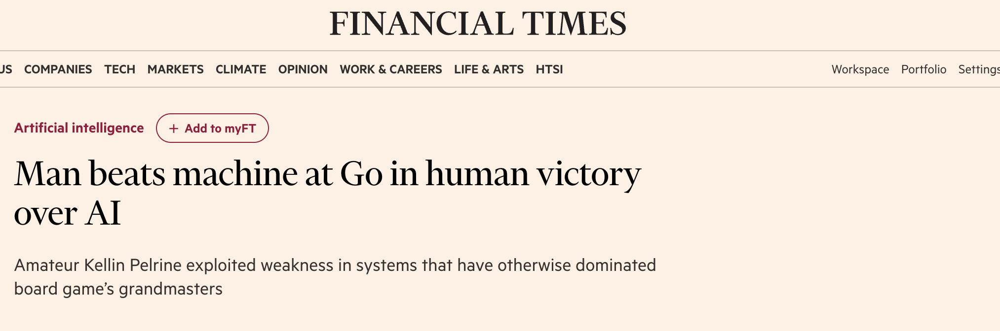 FINANCIAL TIMES
US COMPANIES TECH MARKETS CLIMATE OPINION WORK & CAREERS LIFE & ARTS HTSI Workspace Portfolio Settings
Artificial intelligence + Add to myFT
Man beats machine at Go in human victory
over AI
Amateur Kellin Pelrine exploited weakness in systems that have otherwise dominated
board game’s grandmasters